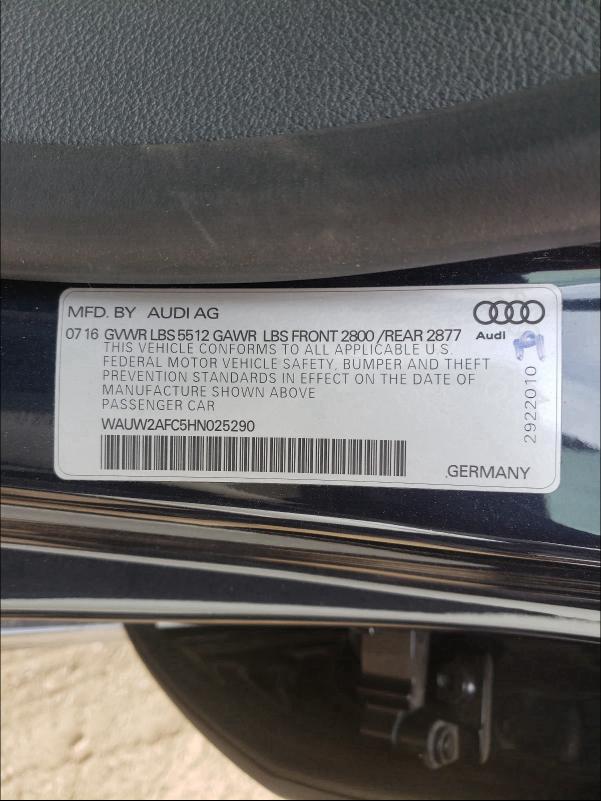 MFD. BY AUDI AG
07 16 GVWR LBS 5512 GAWR LBS FRONT 2800 /REAR 2877
Audi
THIS VEHICLE CONFORMS TO ALL APPLICABLE U.S.
FEDERAL MOTOR VEHICLE SAFETY, BUMPER AND THEFT
PREVENTION STANDARDS IN EFFECT ON THE DATE OF
MANUFACTURE SHOWN ABOVE
PASSENGER CAR
WAUW2AFC5HN025290
.GERMANY
2922010